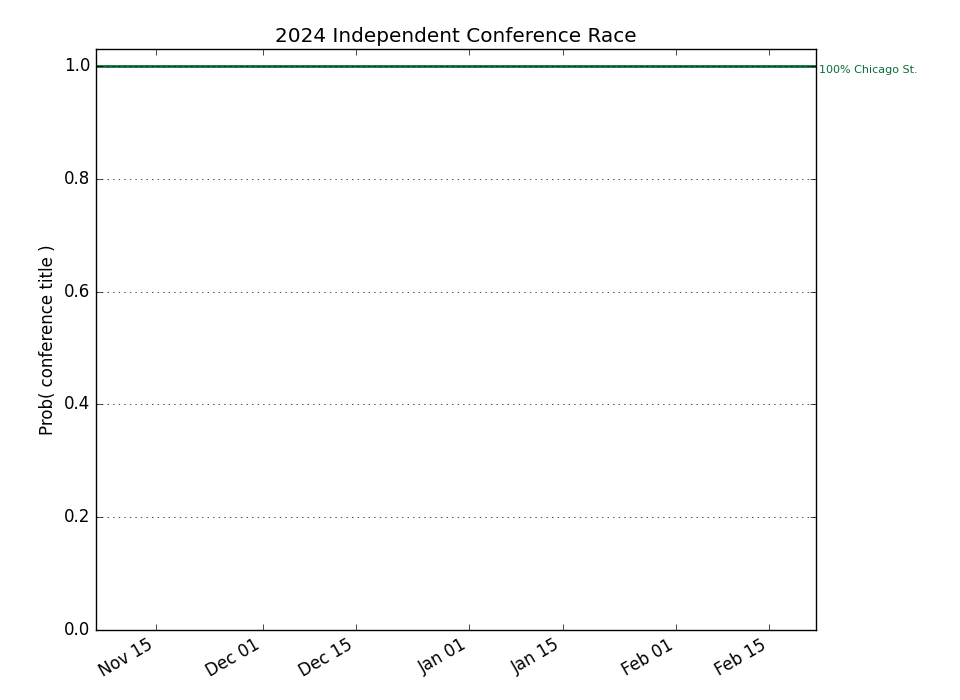 2024 Independent Conference Race
1.0
100% Chicago St.
0.8
0.6
0.4
0.2
0.0
Prob( conference title )
Nov 15
Dec 01
Dec 15
Jan 01
Jan 15
Feb 01
Feb 15